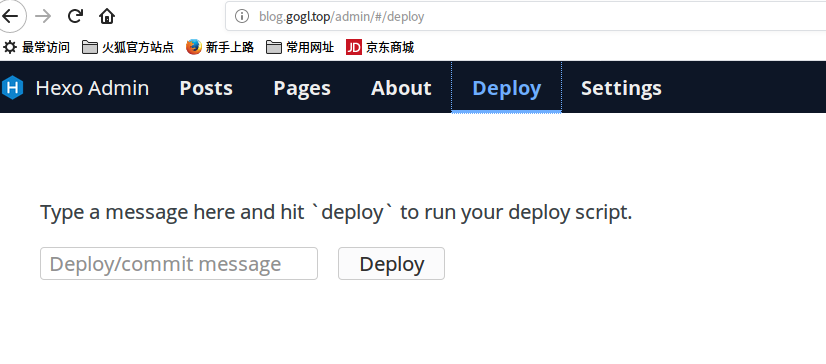 blog.gogl.top/admin/#/deploy
最常访问 火狐官方站点 新手上路 常用网址 JD 京东商城
H Hexo Admin Posts Pages About Deploy Settings
Type a message here and hit `deploy` to run your deploy script.
Deploy/commit message Deploy